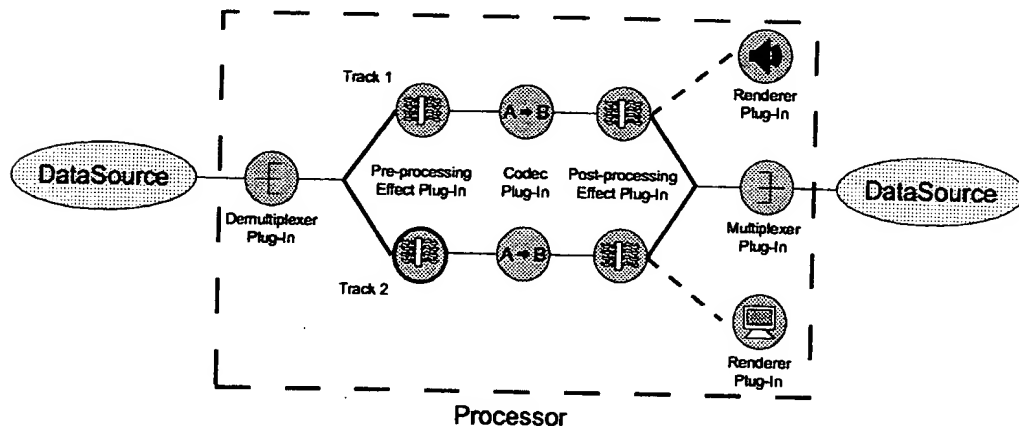 Track 1
Renderer
Plug-In
A→B
DataSource
Pre-processing
Effect Plug-In
Codec
Plug-In
Post-processing
Effect Plug-In
DataSource
Demultiplexer
Plug-In
Multiplexer
Plug-In
A→B
Track 2
Renderer
Plug-In
Processor